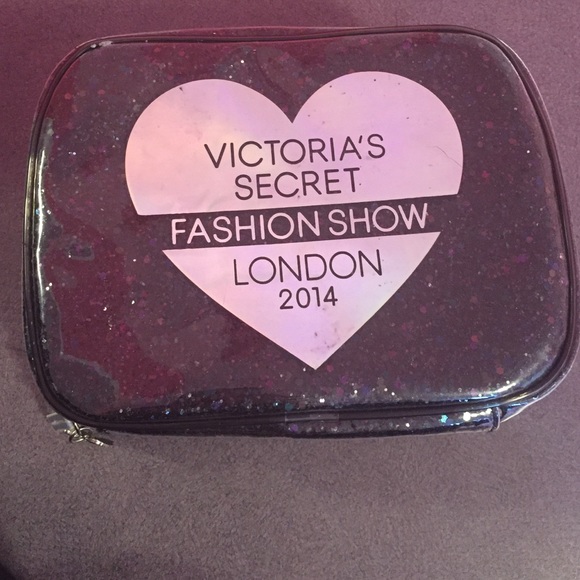 VICTORIA'S
SECRET
FASHION SHOW
LONDON
2014